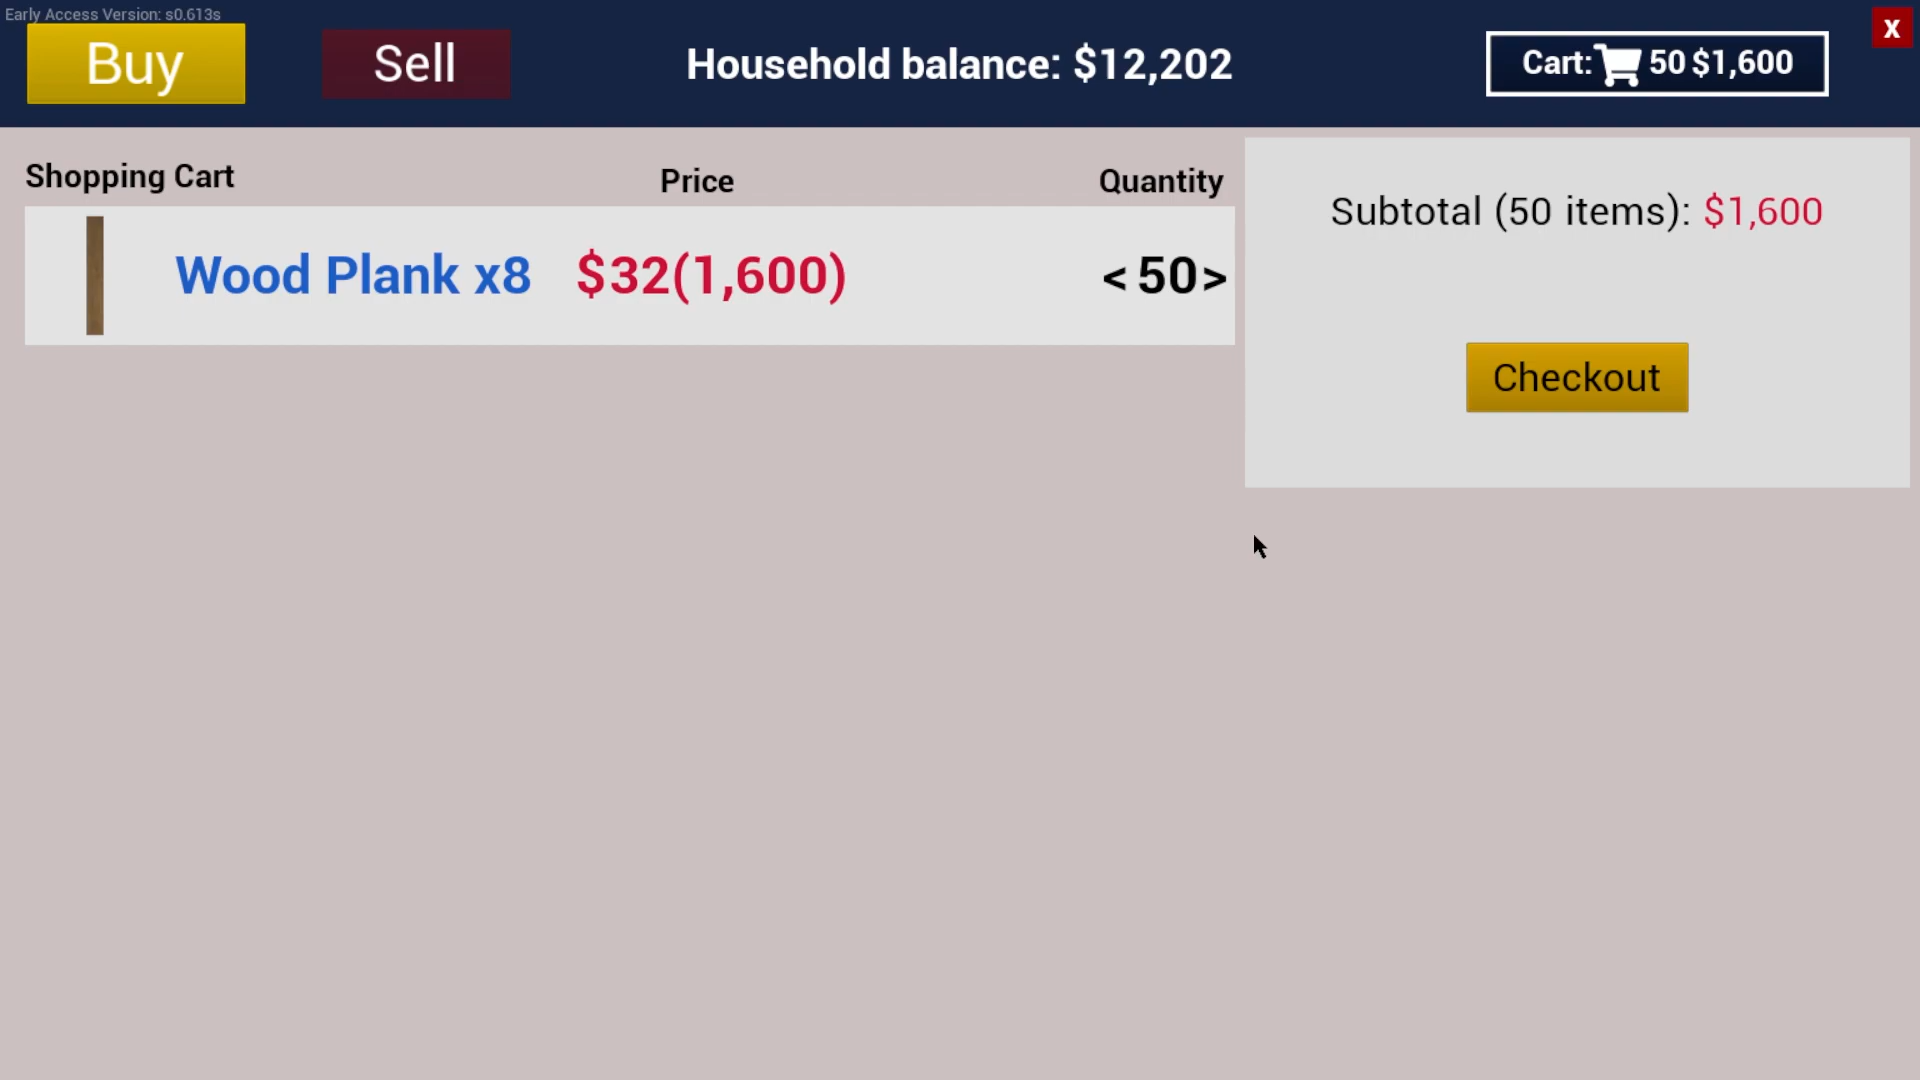 Early Access Version: s0.613s
Buy
Sell
Household balance: $12,202
Cart: 50 $1,600
X
Shopping Cart
Price
Quantity
Wood Plank x8
$32(1,600)
<50>
Subtotal (50 items): $1,600
Checkout